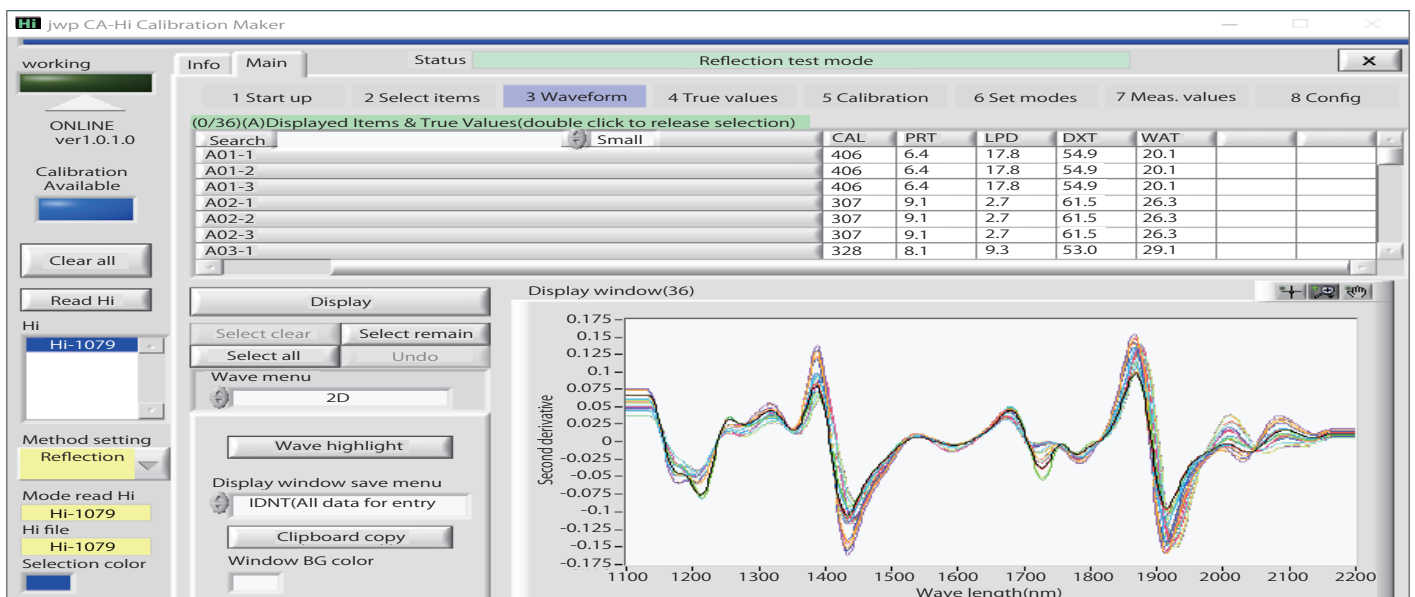 Hi jwp CA-Hi Calibration Maker
working
Info Main Status Reflection test mode x
1 Start up 2 Select items 3 Waveform 4 True values 5 Calibration 6 Set modes 7 Meas. values 8 Config
ONLINE
ver1.0.1.0
(0/36)(A)Displayed Items & True Values(double click to release selection)
Search Small CAL PRT LPD DXT WAT
A01-1 406 6.4 17.8 54.9 20.1
A01-2 406 6.4 17.8 54.9 20.1
A01-3 406 6.4 17.8 54.9 20.1
A02-1 307 9.1 2.7 61.5 26.3
A02-2 307 9.1 2.7 61.5 26.3
A02-3 307 9.1 2.7 61.5 26.3
A03-1 328 8.1 9.3 53.0 29.1
Calibration
Available
Clear all
Read Hi
Hi
Hi-1079
Method setting
Reflection
Mode read Hi
Hi-1079
Hi file
Hi-1079
Selection color
Display
Select clear Select remain
Select all Undo
Wave menu
2D
Wave highlight
Display window save menu
IDNT(All data for entry
Clipboard copy
Window BG color
Display window(36)
Second derivative
0.175
0.15
0.125
0.1
0.075
0.05
0.025
0
-0.025
-0.05
-0.075
-0.1
-0.125
-0.15
-0.175
1100 1200 1300 1400 1500 1600 1700 1800 1900 2000 2100 2200
Wave length(nm)